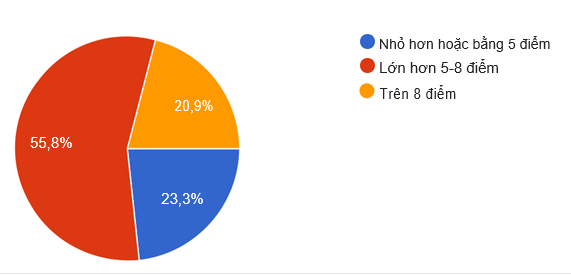 Nhỏ hơn hoặc bằng 5 điểm
Lớn hơn 5-8 điểm
Trên 8 điểm
20,9%
55,8%
23,3%